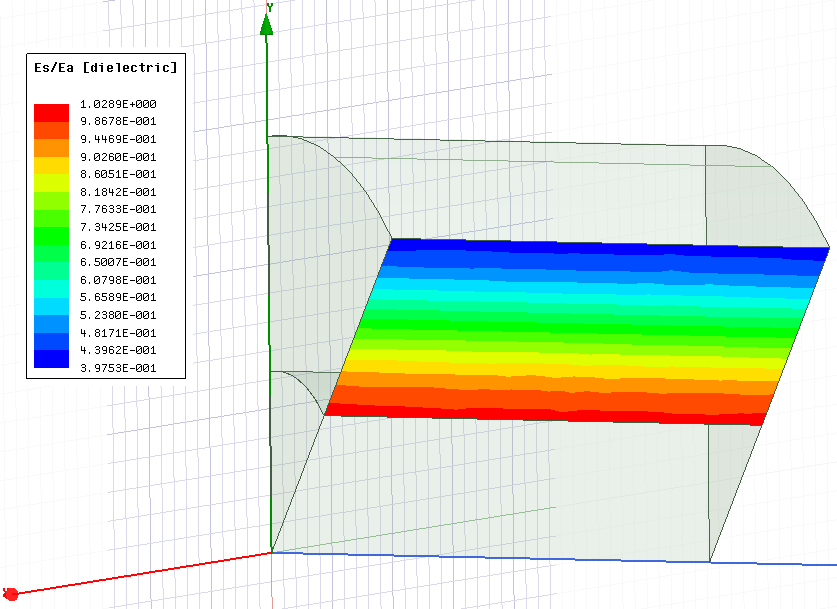 Y
Es/Ea [dielectric]
1.0289E+000
9.8678E-001
9.4469E-001
9.0260E-001
8.6051E-001
8.1842E-001
7.7633E-001
7.3425E-001
6.9216E-001
6.5007E-001
6.0798E-001
5.6589E-001
5.2380E-001
4.8171E-001
4.3962E-001
3.9753E-001